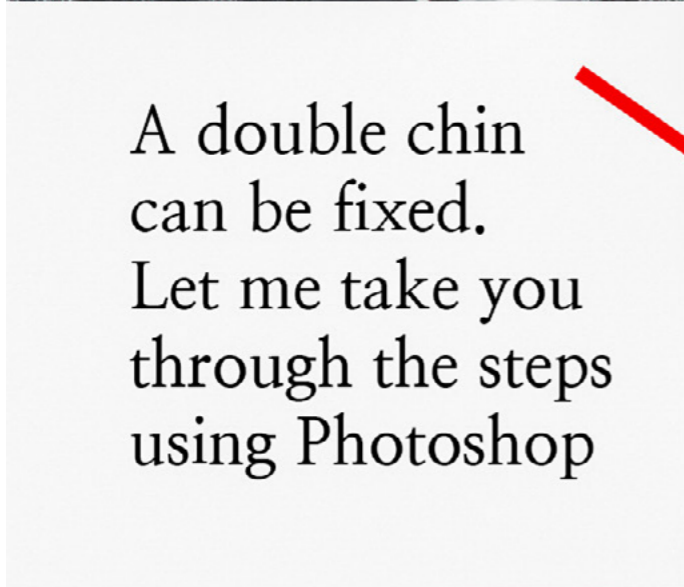 A double chin
can be fixed.
Let me take you
through the steps
using Photoshop